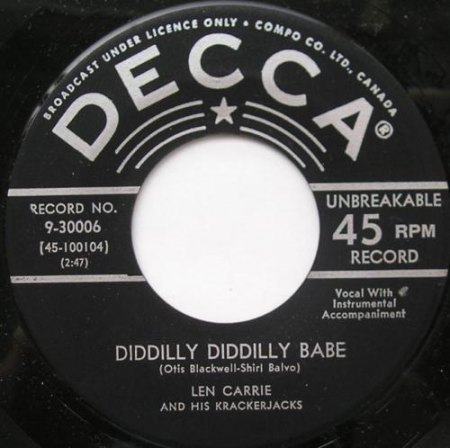 BROADCAST UNDER LICENCE ONLY • COMPO CO. LTD., CANADA
DECCA®
RECORD NO.
9-30006
[45-100104]
(2:47)
UNBREAKABLE
45 RPM
RECORD
Vocal With
Instrumental
Accompaniment
DIDDILLY DIDDILLY BABE
(Otis Blackwell-Shirl Balvo)
LEN CARRIE
AND HIS KRACKERJACKS